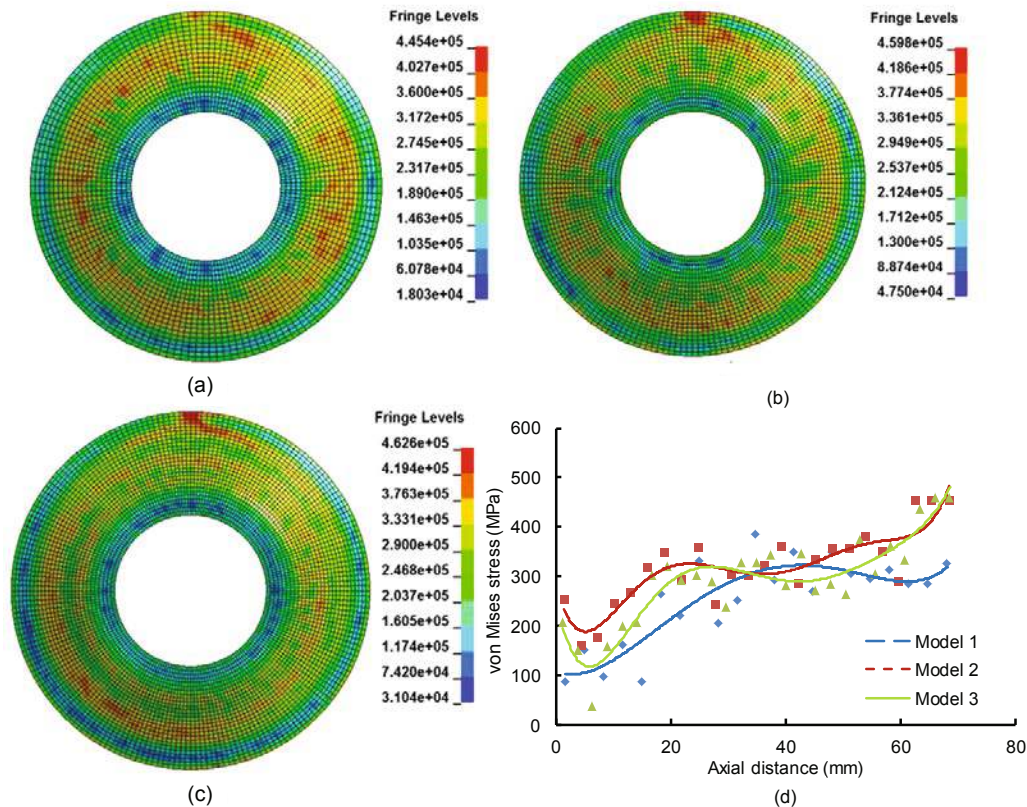 Fringe Levels
4.454e+05
4.027e+05
3.600e+05
3.172e+05
2.745e+05
2.317e+05
1.890e+05
1.463e+05
1.035e+05
6.078e+04
1.803e+04
(a)
Fringe Levels
4.598e+05
4.186e+05
3.774e+05
3.361e+05
2.949e+05
2.537e+05
2.124e+05
1.712e+05
1.300e+05
8.874e+04
4.750e+04
(b)
Fringe Levels
4.626e+05
4.194e+05
3.763e+05
3.331e+05
2.900e+05
2.468e+05
2.037e+05
1.605e+05
1.174e+05
7.420e+04
3.104e+04
(c)
600
500
400
300
200
100
0
von Mises stress (MPa)
Model 1
Model 2
Model 3
0
20
40
60
80
Axial distance (mm)
(d)